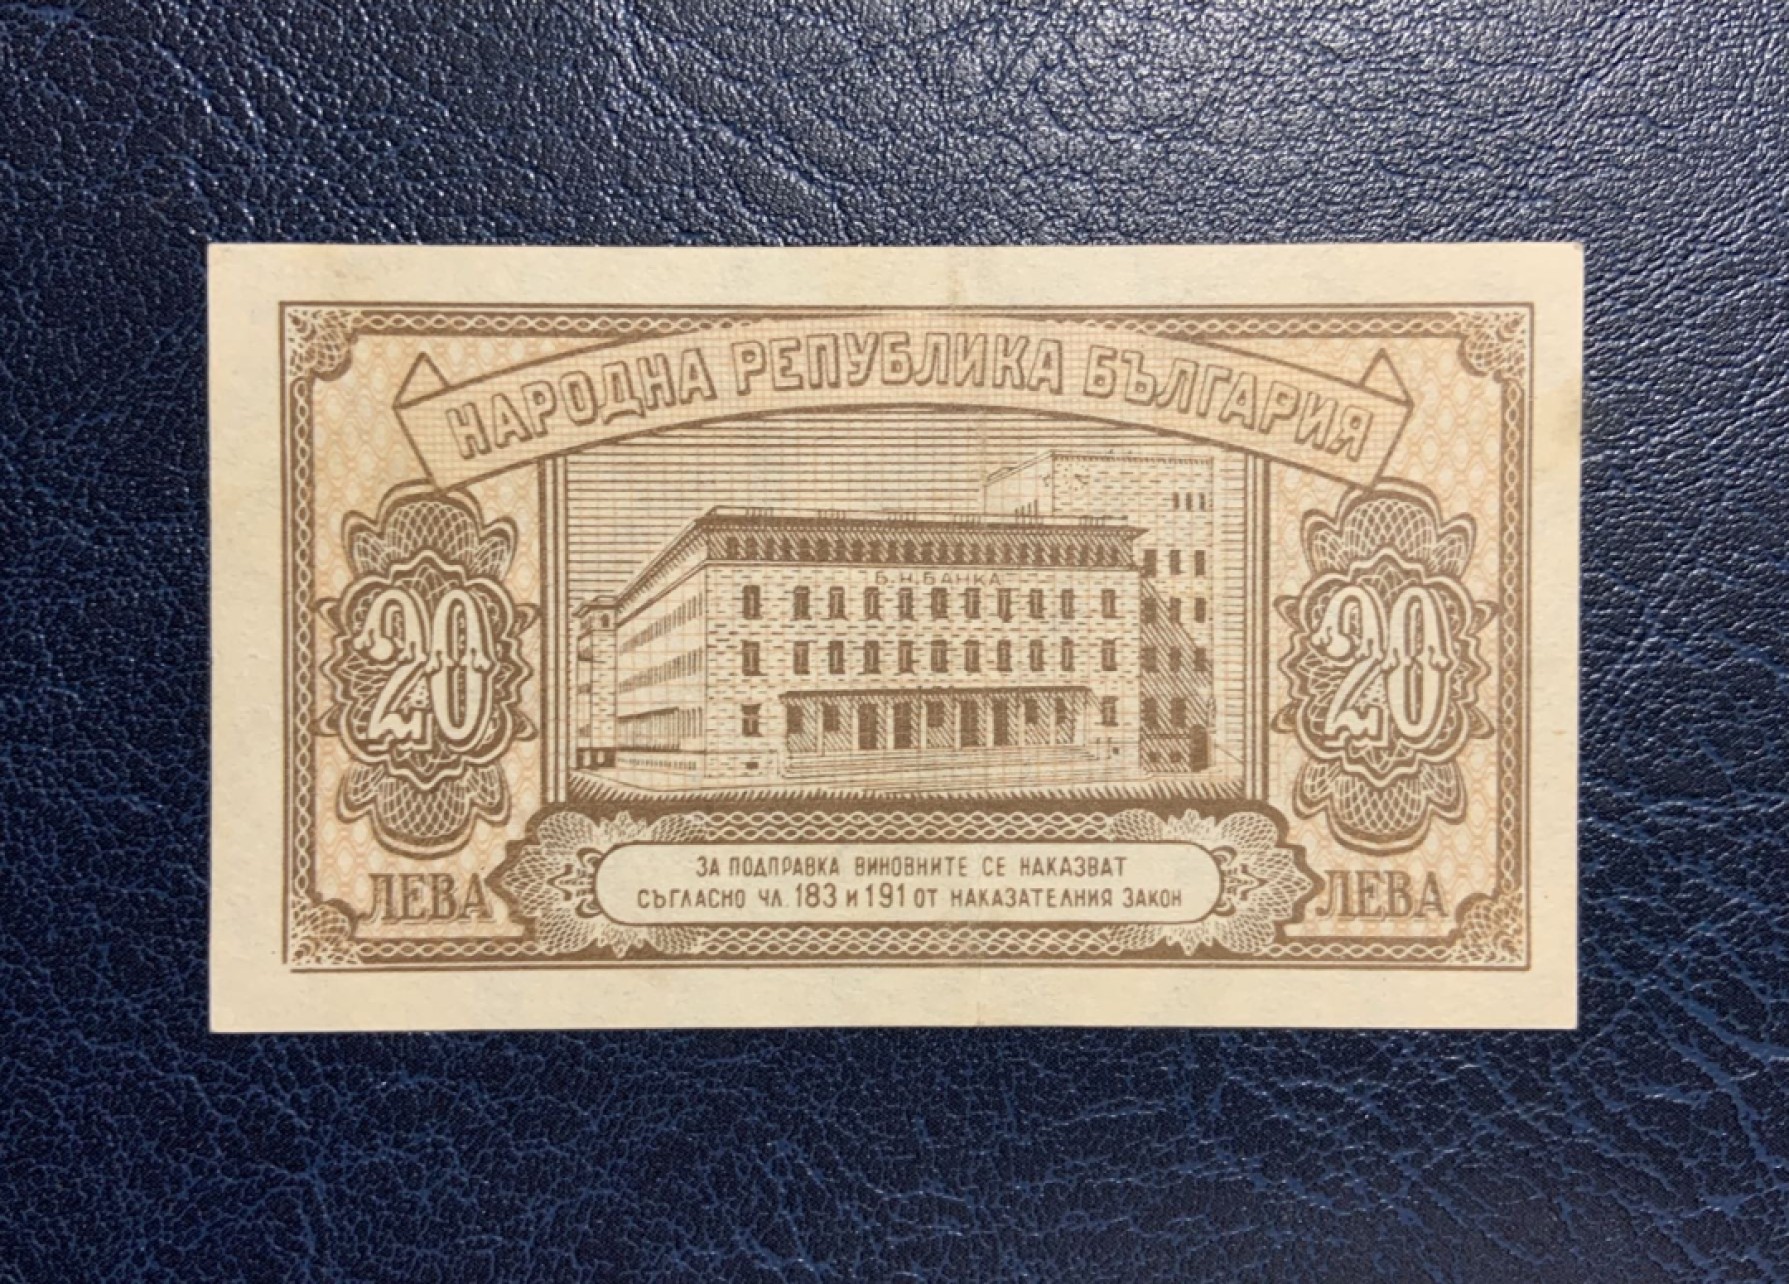 НАРОДНА РЕПУБЛИКА БЪЛГАРИЯ
Б.Н.БАНКА
20 20
ЛЕВА ЛЕВА
ЗА ПОДПРАВКА ВИНОВНИТЕ СЕ НАКАЗВАТ
СЪГЛАСНО ЧЛ. 183 И 191 ОТ НАКАЗАТЕЛНИЯ ЗАКОН